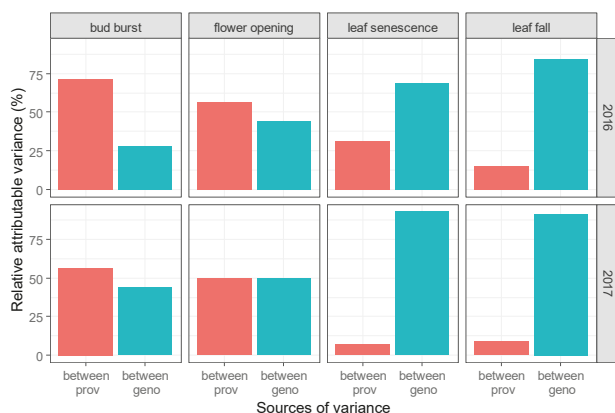 bud burst
flower opening
leaf senescence
leaf fall
Relative attributable variance (%)
75
50
25
0
2016
75
50
25
0
2017
between
prov
between
geno
between
prov
between
geno
between
prov
between
geno
between
prov
between
geno
Sources of variance